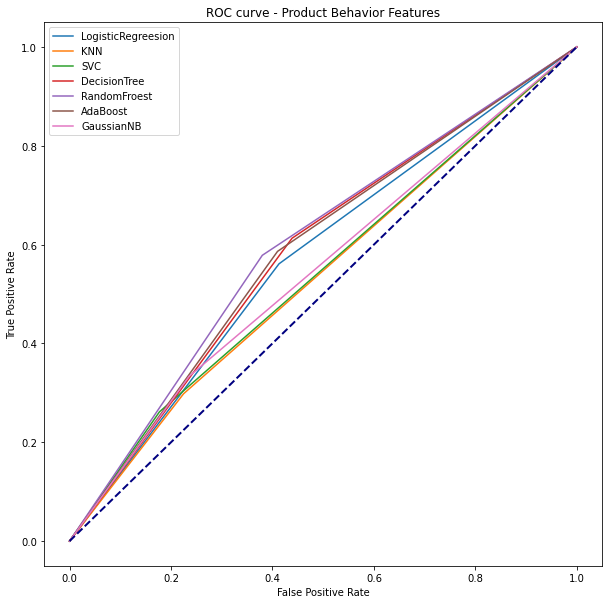 ROC curve - Product Behavior Features
LogisticRegreesion
KNN
SVC
DecisionTree
RandomFroest
AdaBoost
GaussianNB
1.0
0.8
0.6
0.4
0.2
0.0
True Positive Rate
0.0 0.2 0.4 0.6 0.8 1.0
False Positive Rate